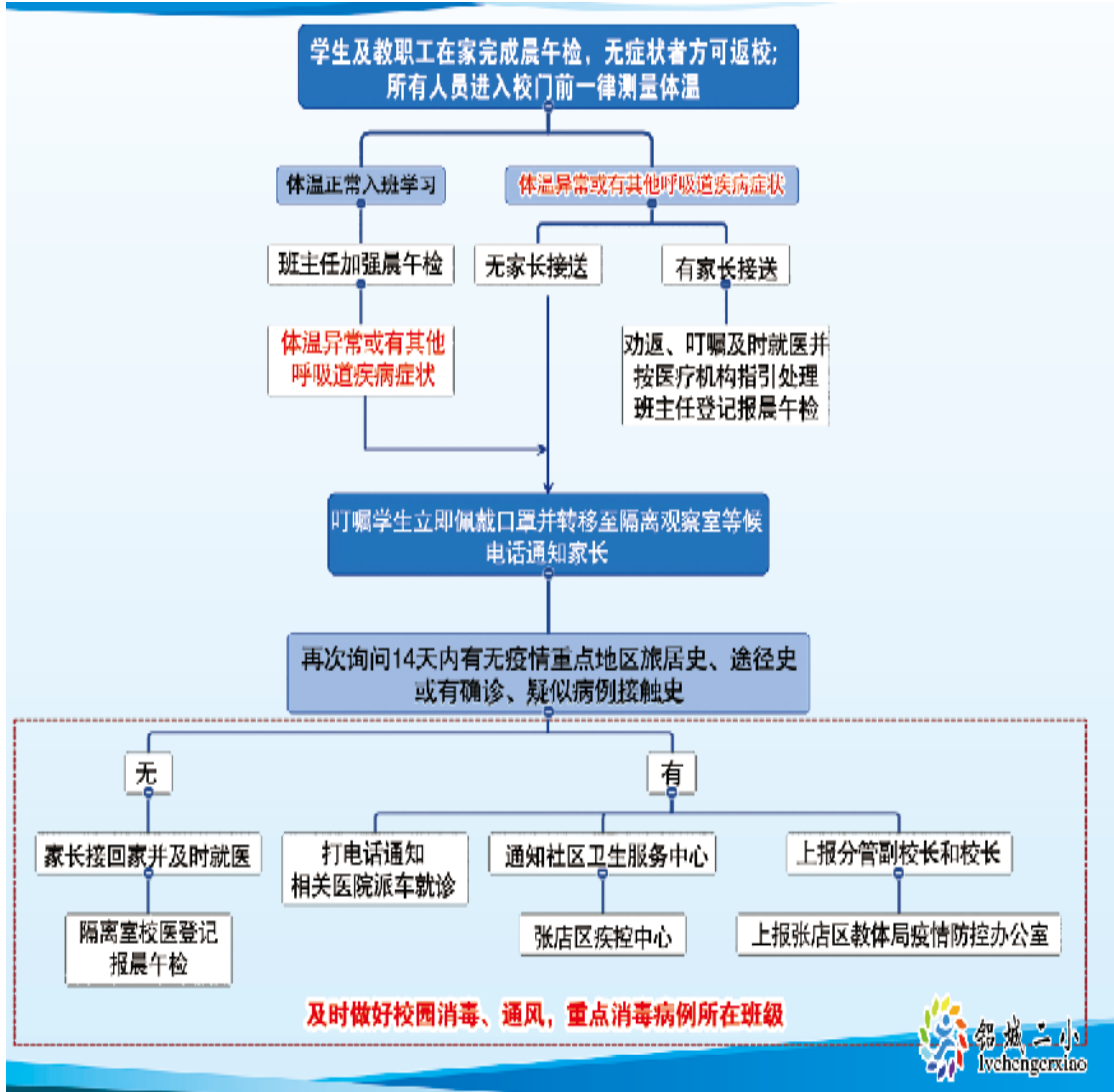 学生及教职工在家完成晨午检，无症状者方可返校;
所有人员进入校门前一律测量体温
体温正常入班学习
体温异常或有其他呼吸道疾病症状
班主任加强晨午检
无家长接送
有家长接送
体温异常或有其他
呼吸道疾病症状
劝返、叮嘱及时就医并
按医疗机构指引处理
班主任登记报晨午检
叮嘱学生立即佩戴口罩并转移至隔离观察室等候
电话通知家长
再次询问14天内有无疫情重点地区旅居史、途径史
或有确诊、疑似病例接触史
无
有
家长接回家并及时就医
打电话通知
相关医院派车就诊
通知社区卫生服务中心
上报分管副校长和校长
隔离室校医登记
报晨午检
张店区疾控中心
上报张店区教体局疫情防控办公室
及时做好校园消毒、通风，重点消毒病例所在班级
铝城二小
lvchengerxiao